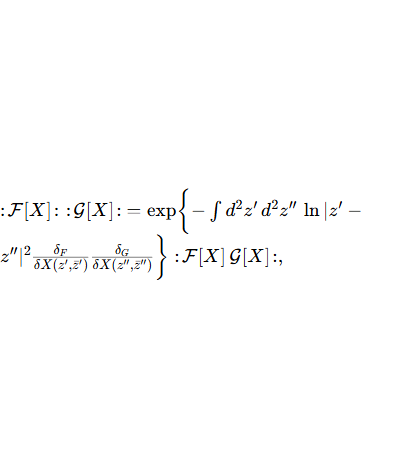 :ℱ[X]: :𝒢[X]: = exp{− ∫ d²z′ d²z″ ln |z′ −
z″|² δ_F/δX(z′,z̄′) δ_G/δX(z″,z̄″)} :ℱ[X] 𝒢[X]:,